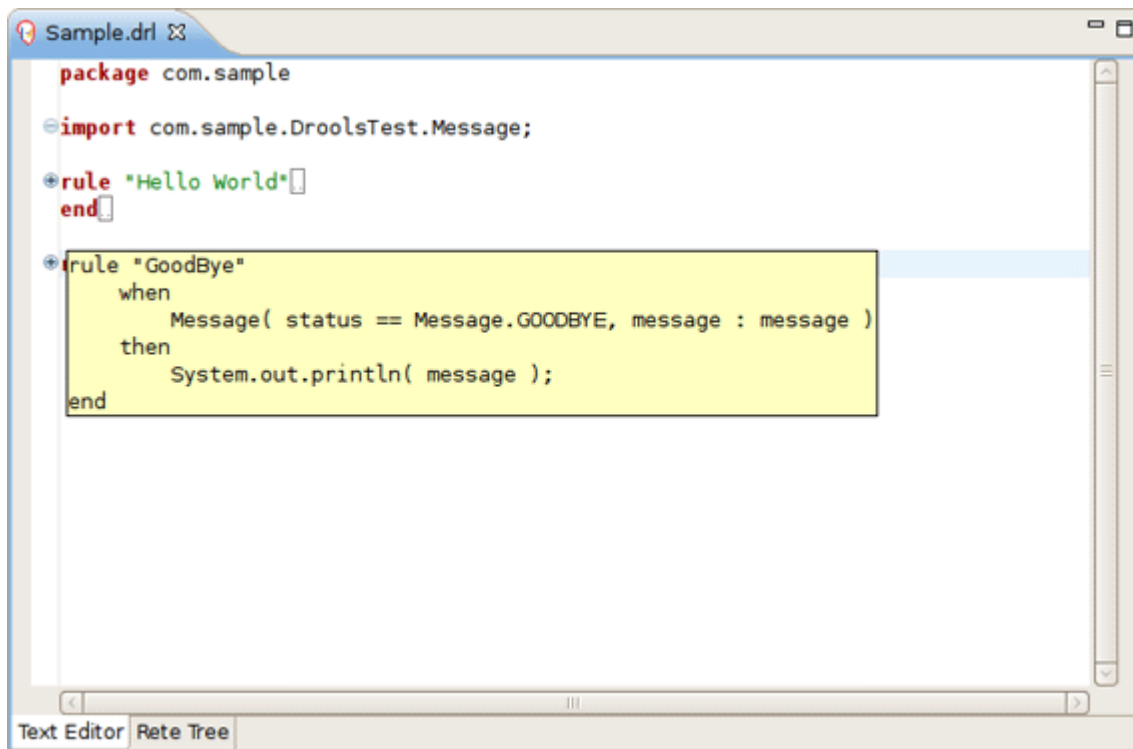 Sample.drl
package com.sample
import com.sample.DroolsTest.Message;
rule "Hello World"
end
rule "GoodBye"
when
Message( status == Message.GOODBYE, message : message )
then
System.out.println( message );
end
Text Editor Rete Tree